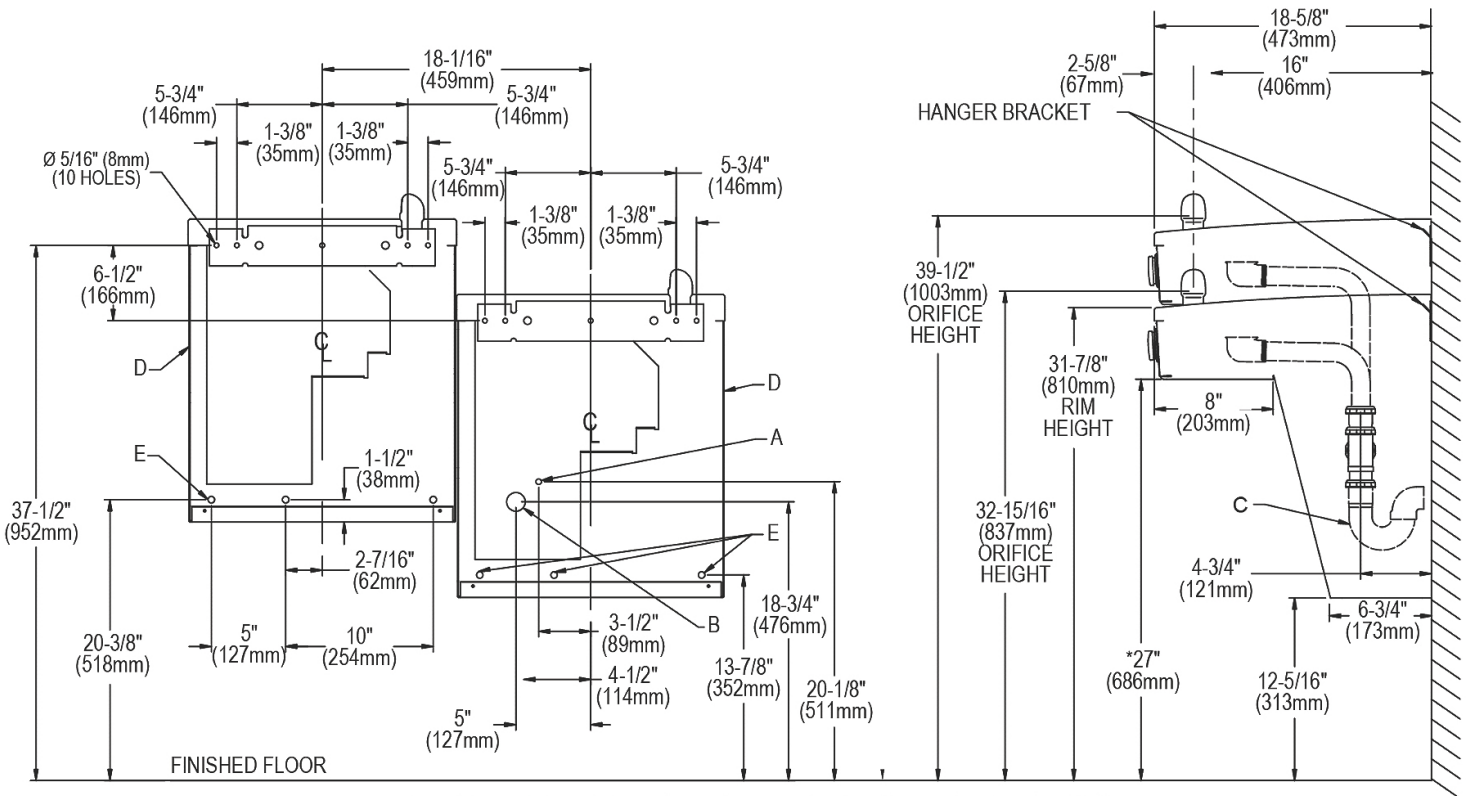 18-1/16"
(459mm)
5-3/4"
(146mm)
5-3/4"
(146mm)
1-3/8"
(35mm)
1-3/8"
(35mm)
Ø 5/16" (8mm)
(10 HOLES)
5-3/4"
(146mm)
5-3/4"
(146mm)
1-3/8"
(35mm)
1-3/8"
(35mm)
6-1/2"
(166mm)
C
L
D
D
C
L
A
E
1-1/2"
(38mm)
37-1/2"
(952mm)
E
2-7/16"
(62mm)
18-3/4"
(476mm)
B
3-1/2"
(89mm)
20-3/8"
(518mm)
5"
(127mm)
10"
(254mm)
13-7/8"
(352mm)
4-1/2"
(114mm)
20-1/8"
(511mm)
5"
(127mm)
FINISHED FLOOR
18-5/8"
(473mm)
2-5/8"
(67mm)
16"
(406mm)
HANGER BRACKET
39-1/2"
(1003mm)
ORIFICE
HEIGHT
31-7/8"
(810mm)
RIM
HEIGHT
8"
(203mm)
32-15/16"
(837mm)
ORIFICE
HEIGHT
C
4-3/4"
(121mm)
6-3/4"
(173mm)
*27"
(686mm)
12-5/16"
(313mm)